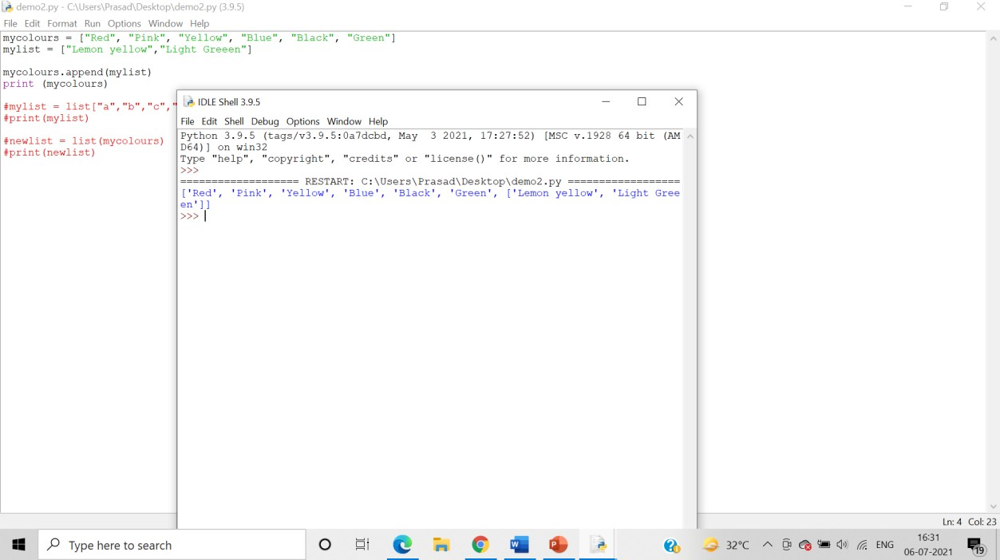 demo2.py - C:\Users\Prasad\Desktop\demo2.py (3.9.5)
File Edit Format Run Options Window Help
mycolours = ["Red", "Pink", "Yellow", "Blue", "Black", "Green"]
mylist = ["Lemon yellow","Light Greeen"]
mycolours.append(mylist)
print (mycolours)
#mylist = list["a","b","c","
#print(mylist)
#newlist = list(mycolours)
#print(newlist)
IDLE Shell 3.9.5
File Edit Shell Debug Options Window Help
Python 3.9.5 (tags/v3.9.5:0a7dcbd, May  3 2021, 17:27:52) [MSC v.1928 64 bit (AM
D64)] on win32
Type "help", "copyright", "credits" or "license()" for more information.
>>>
=================== RESTART: C:\Users\Prasad\Desktop\demo2.py ==================
['Red', 'Pink', 'Yellow', 'Blue', 'Black', 'Green', ['Lemon yellow', 'Light Gree
en']]
>>>
Ln: 4 Col: 23
Type here to search
32°C
ENG
16:31
06-07-2021
19